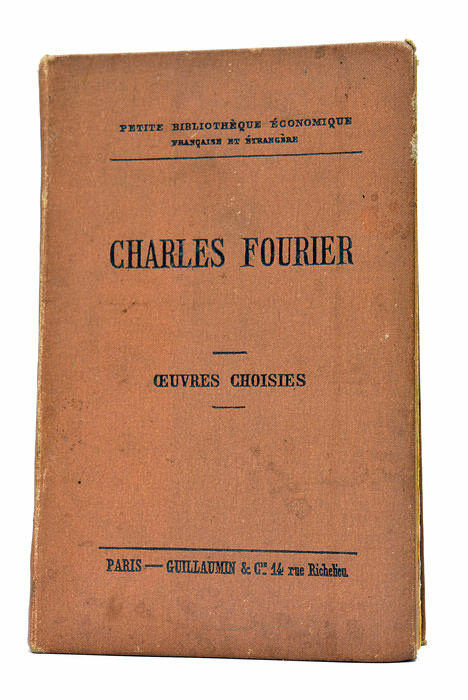 PETITE BIBLIOTHÈQUE ÉCONOMIQUE
FRANÇAISE ET ÉTRANGÈRE
CHARLES FOURIER
ŒUVRES CHOISIES
PARIS — GUILLAUMIN & Cie 14 rue Richelieu.